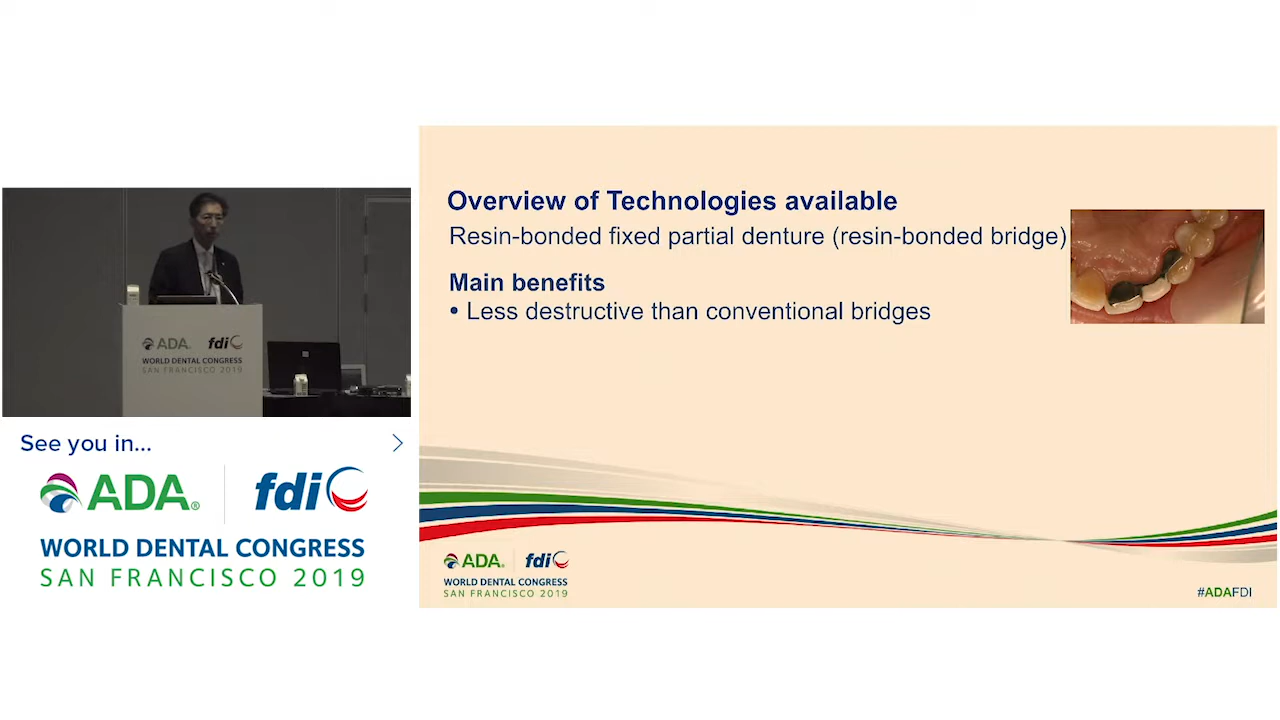 ADA. fdi
WORLD DENTAL CONGRESS
SAN FRANCISCO 2019
See you in...
ADA® fdi
WORLD DENTAL CONGRESS
SAN FRANCISCO 2019
Overview of Technologies available
Resin-bonded fixed partial denture (resin-bonded bridge)
Main benefits
• Less destructive than conventional bridges
ADA. fdi
WORLD DENTAL CONGRESS
SAN FRANCISCO 2019
#ADAFDI